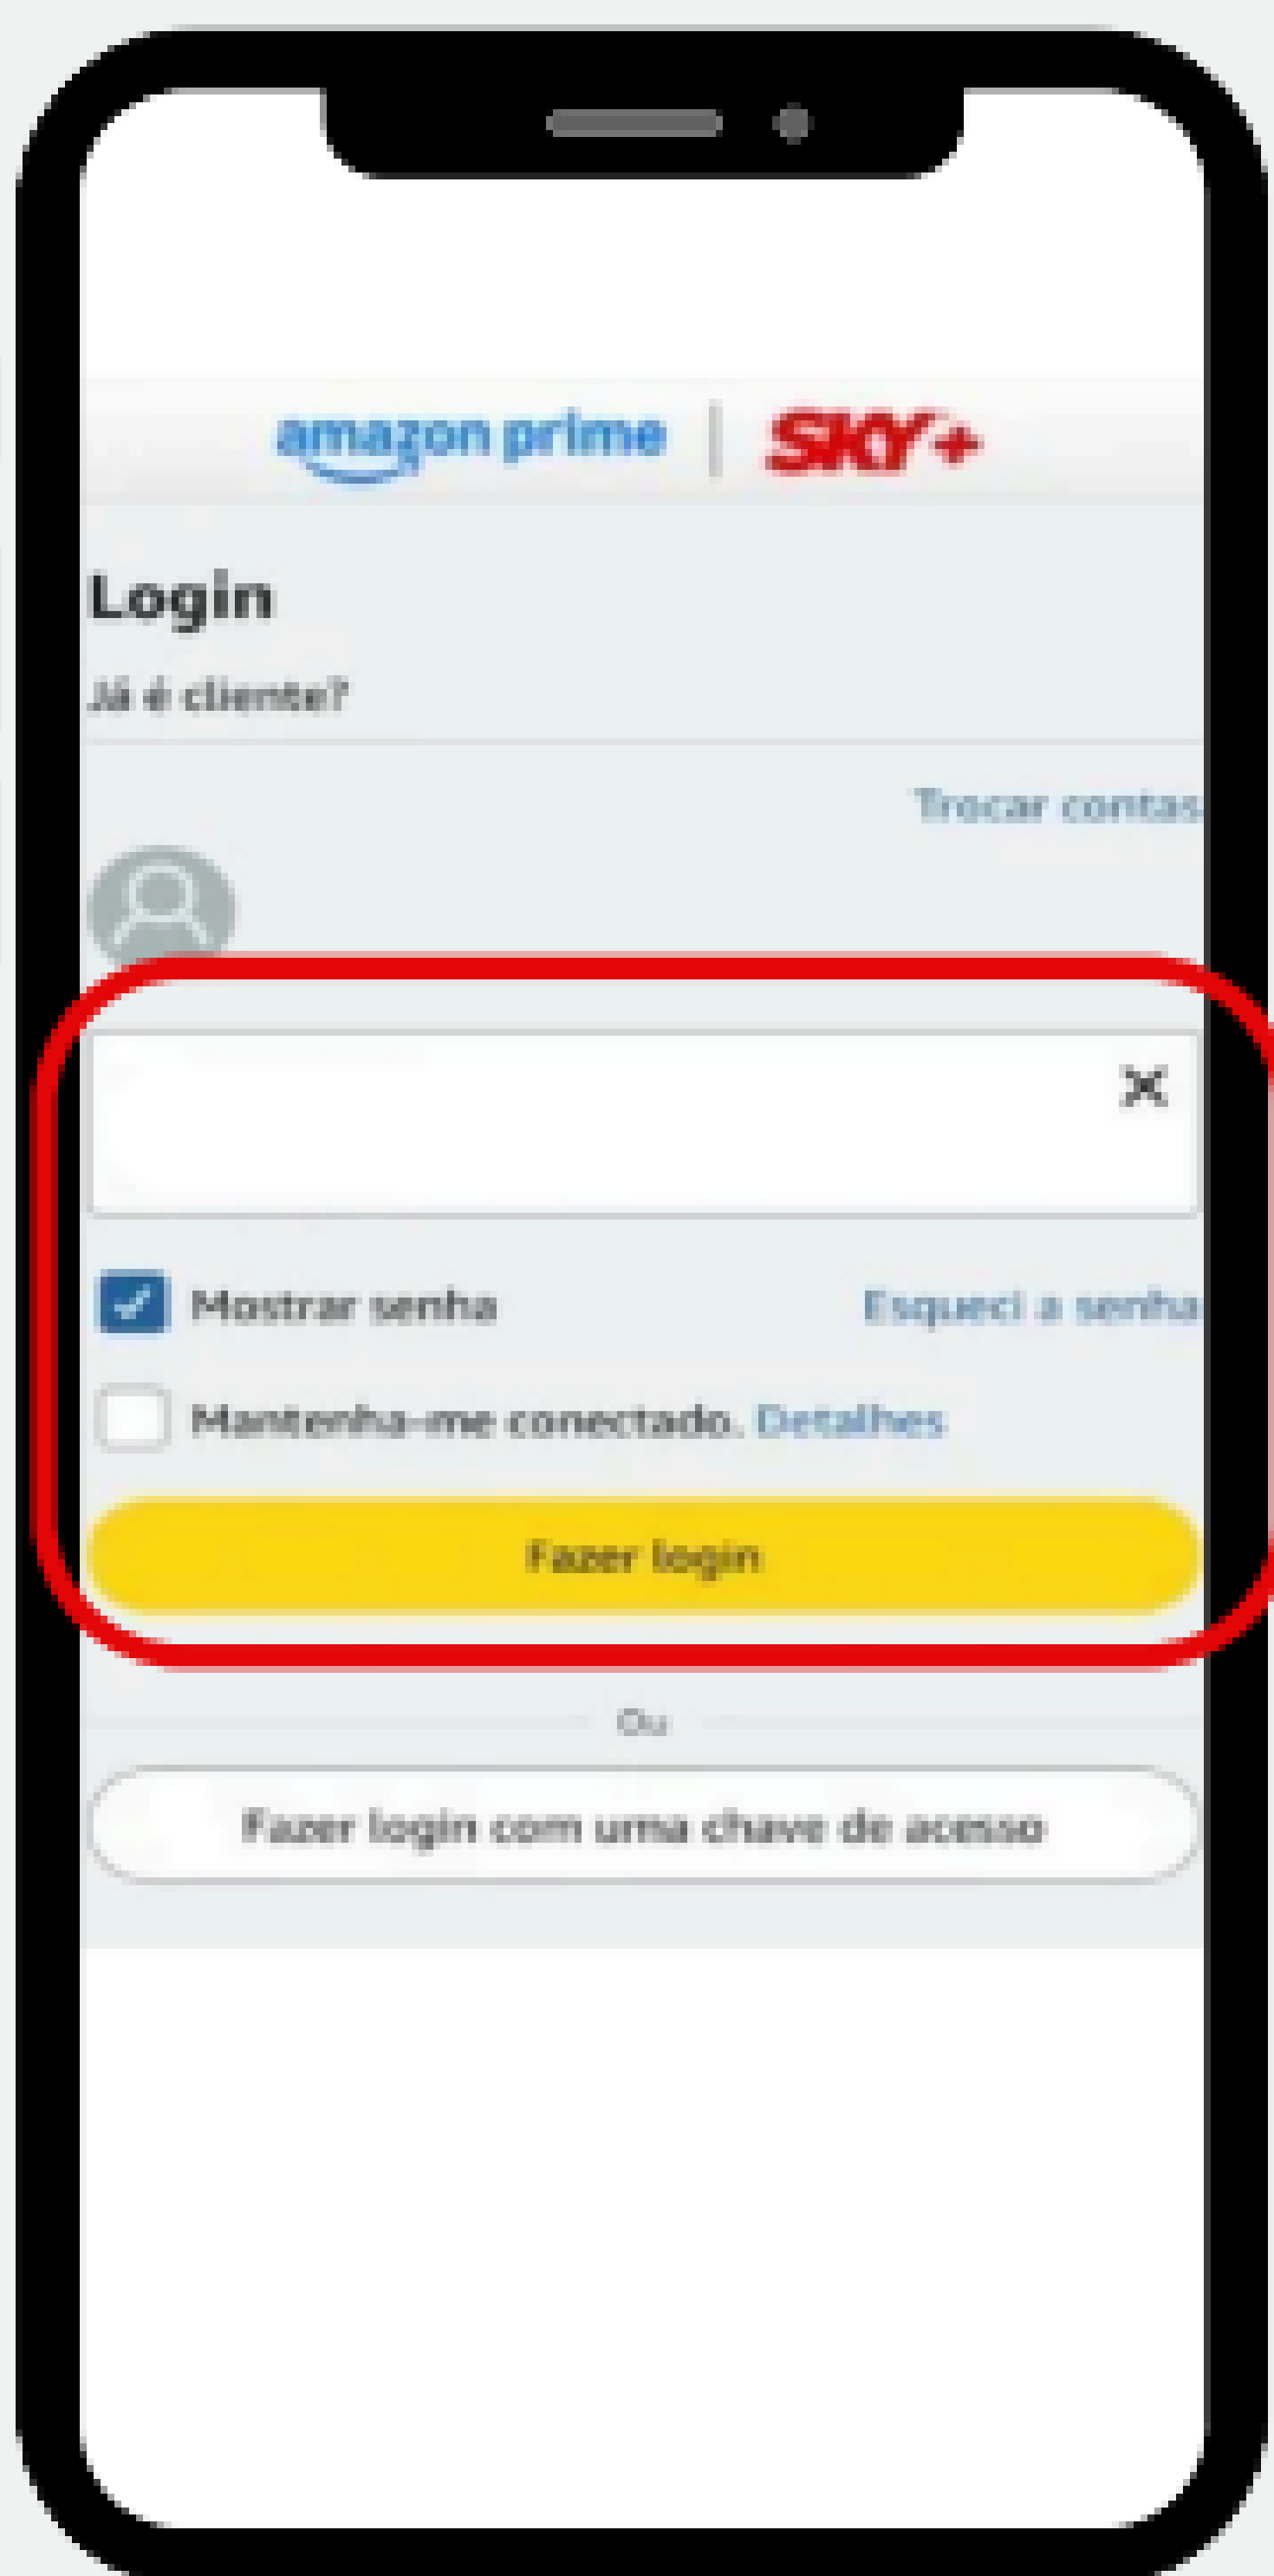 amazon prime | SKY+
Login
Já é cliente?
Trocar contas
Mostrar senha Esqueci a senha
Mantenha-me conectado. Detalhes
Fazer login
Ou
Fazer login com uma chave de acesso